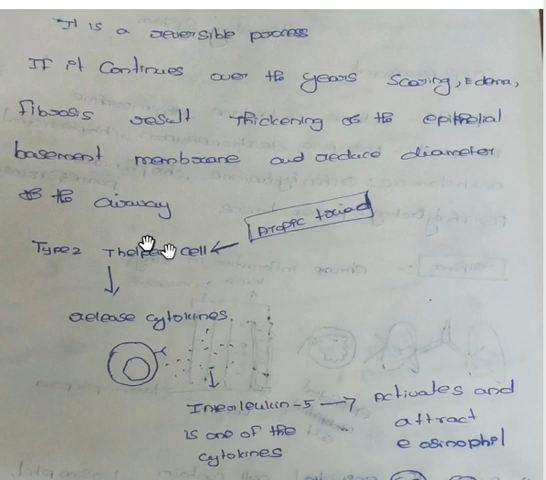 It is a reversible process
If it Continues over the years Scaring, Edema,
fibrosis result thickening of the epithelial
basement membrane and reduce diameter
of the airway
Type 2 T helper cell ←
Atopic triad
↓
release cytokines.
Interleukin-5 → Activates and
is one of the attract
cytokines eosinophil